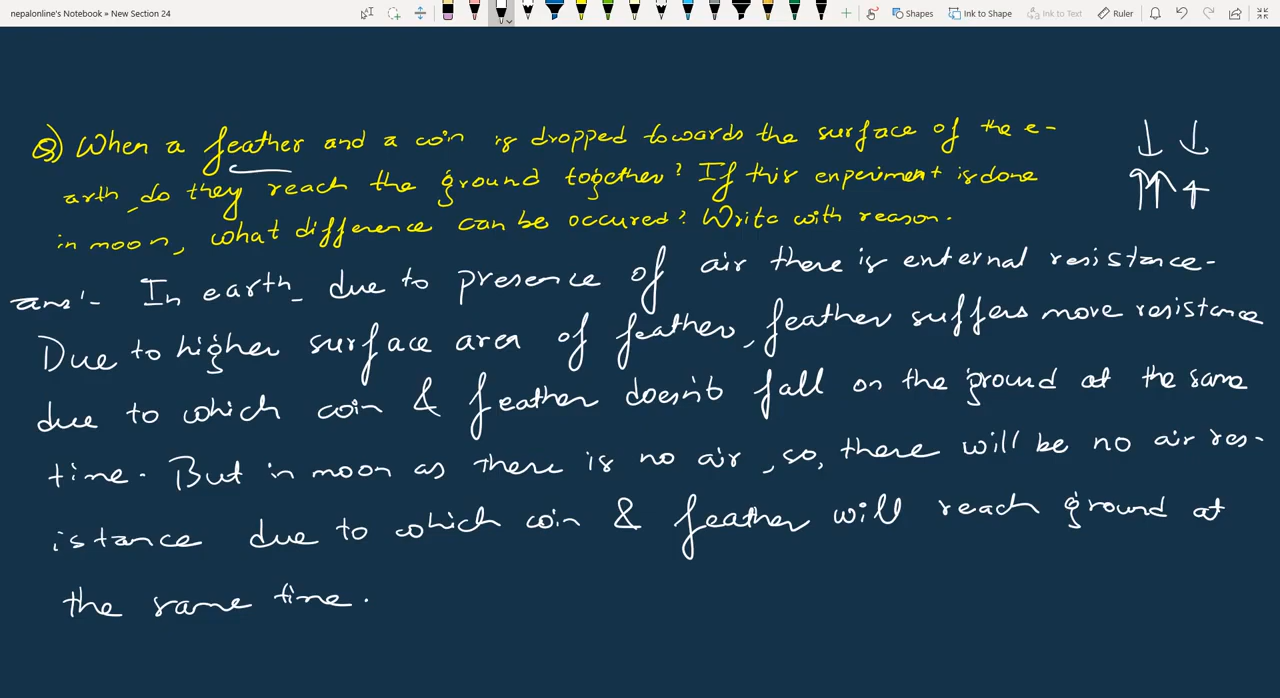 nepalonline's Notebook » New Section 24
Shapes Ink to Shape Ink to Text Ruler
Q) When a feather and a coin is dropped towards the surface of the e-
arth, do they reach the ground together? If this experiment is done
in moon, what difference can be occured? Write with reason.
ans:- In earth, due to presence of air there is external resistance.
Due to higher surface area of feather, feather suffers more resistance
due to which coin & feather doesn't fall on the ground at the same
time. But in moon as there is no air, so, there will be no air res-
istance due to which coin & feather will reach ground at
the same time.